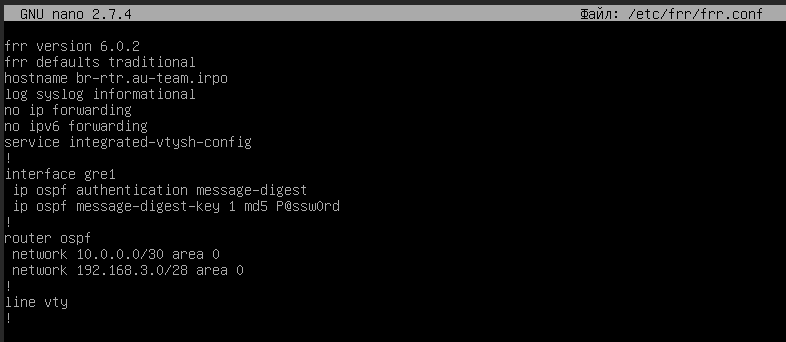 GNU nano 2.7.4 Файл: /etc/frr/frr.conf
frr version 6.0.2
frr defaults traditional
hostname br-rtr.au-team.irpo
log syslog informational
no ip forwarding
no ipv6 forwarding
service integrated-vtysh-config
!
interface gre1
ip ospf authentication message-digest
ip ospf message-digest-key 1 md5 P@ssw0rd
!
router ospf
network 10.0.0.0/30 area 0
network 192.168.3.0/28 area 0
!
line vty
!